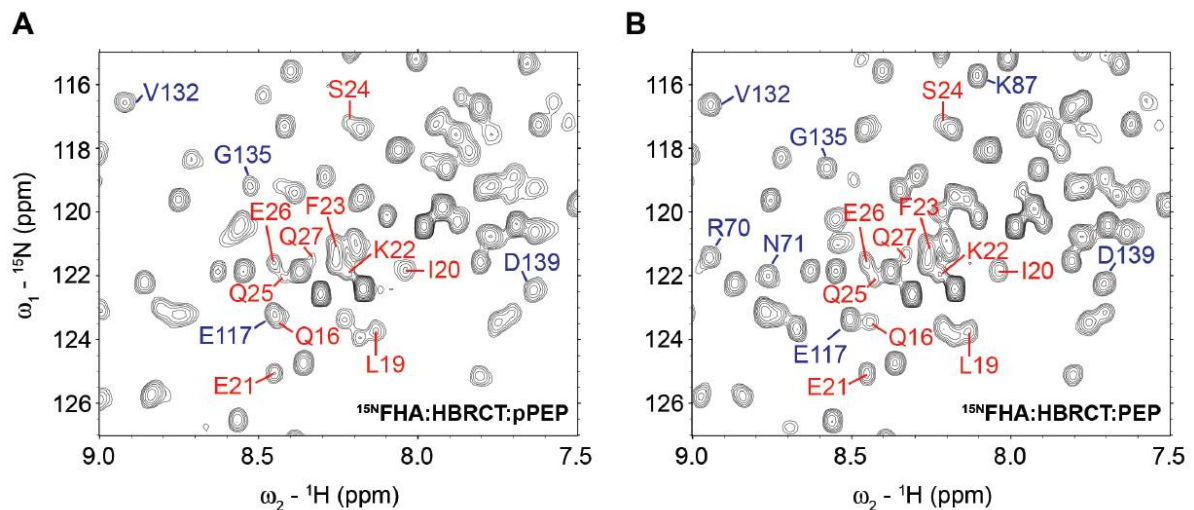 A
116
118
120
122
124
126
9.0
8.5
8.0
7.5
ω1 - 15N (ppm)
ω2 - 1H (ppm)
V132
S24
G135
E26
F23
Q27
K22
I20
D139
Q25
E117
Q16
L19
E21
15NFHA:HBRCT:pPEP
B
116
118
120
122
124
126
9.0
8.5
8.0
7.5
ω2 - 1H (ppm)
V132
S24
K87
G135
R70
E26
F23
N71
Q27
K22
I20
D139
Q25
E117
Q16
L19
E21
15NFHA:HBRCT:PEP